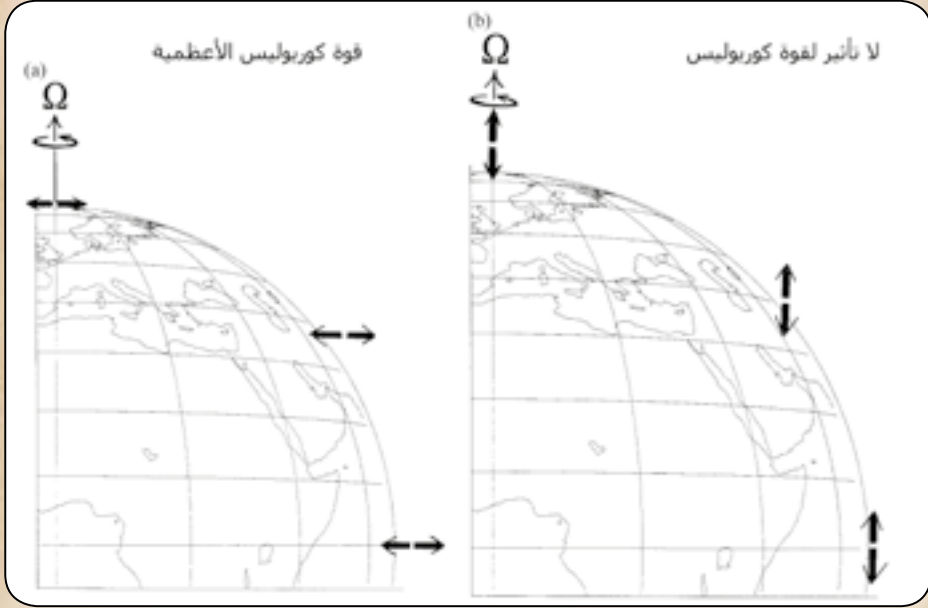 (a)
قوة كوريوليس الأعظمية
Ω
(b)
لا تأثير لقوة كوريوليس
Ω